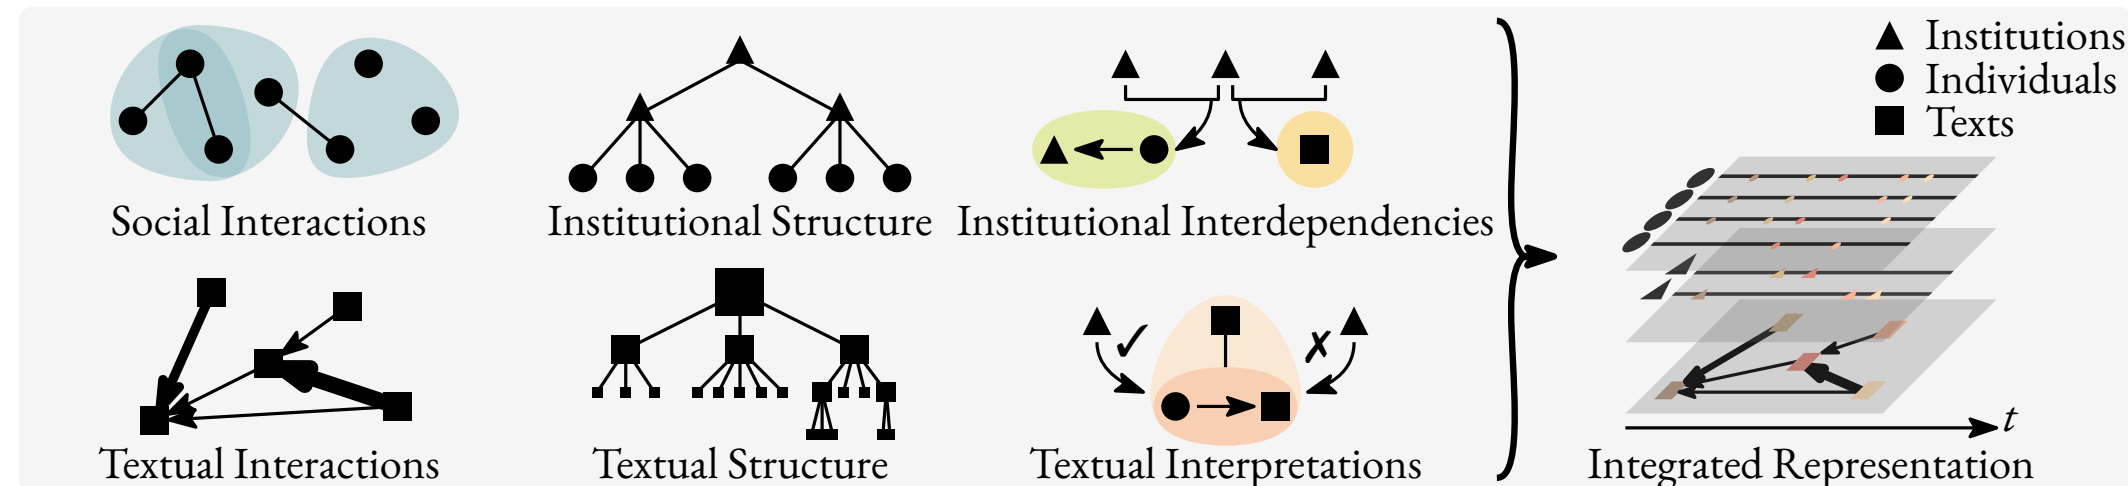 Institutions
Individuals
Texts
Social Interactions
Institutional Structure
Institutional Interdependencies
✓
✗
t
Textual Interactions
Textual Structure
Textual Interpretations
Integrated Representation